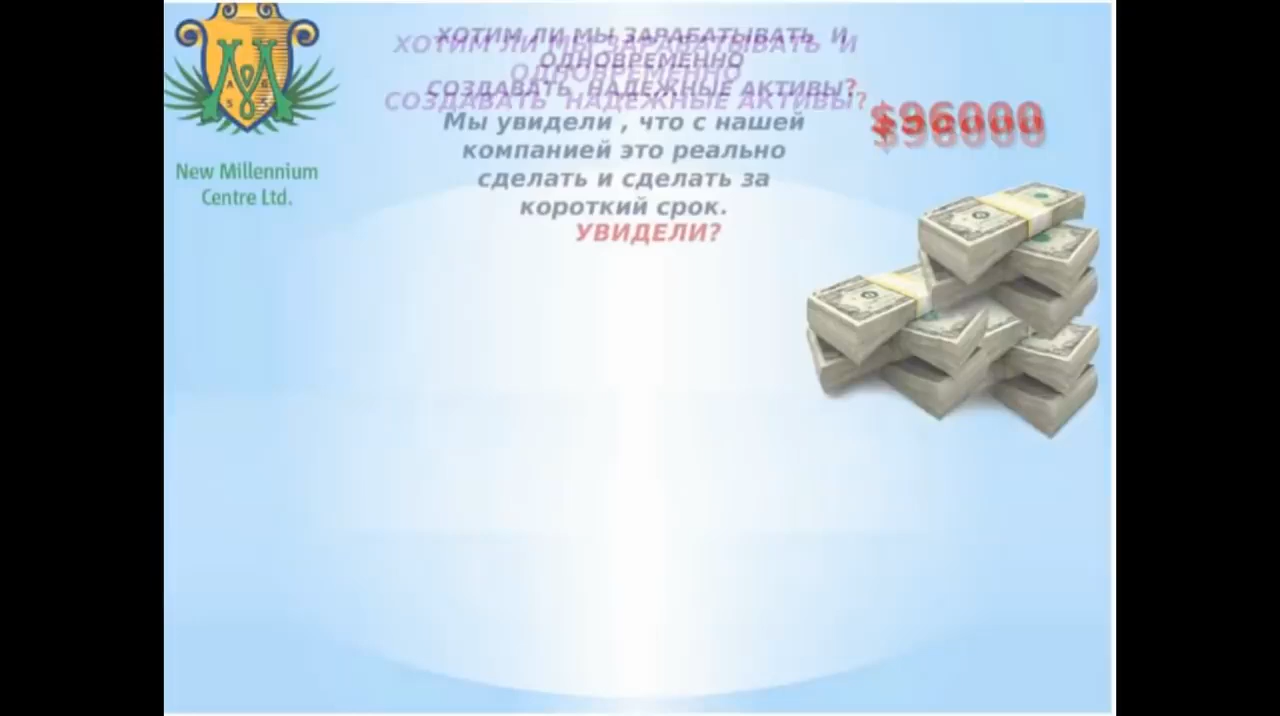 ХОТИМ ЛИ МЫ ЗАРАБАТЫВАТЬ И
ОДНОВРЕМЕННО
СОЗДАВАТЬ НАДЕЖНЫЕ АКТИВЫ?
Мы увидели , что с нашей
компанией это реально
сделать и сделать за
короткий срок.
УВИДЕЛИ?
$96000
New Millennium
Centre Ltd.